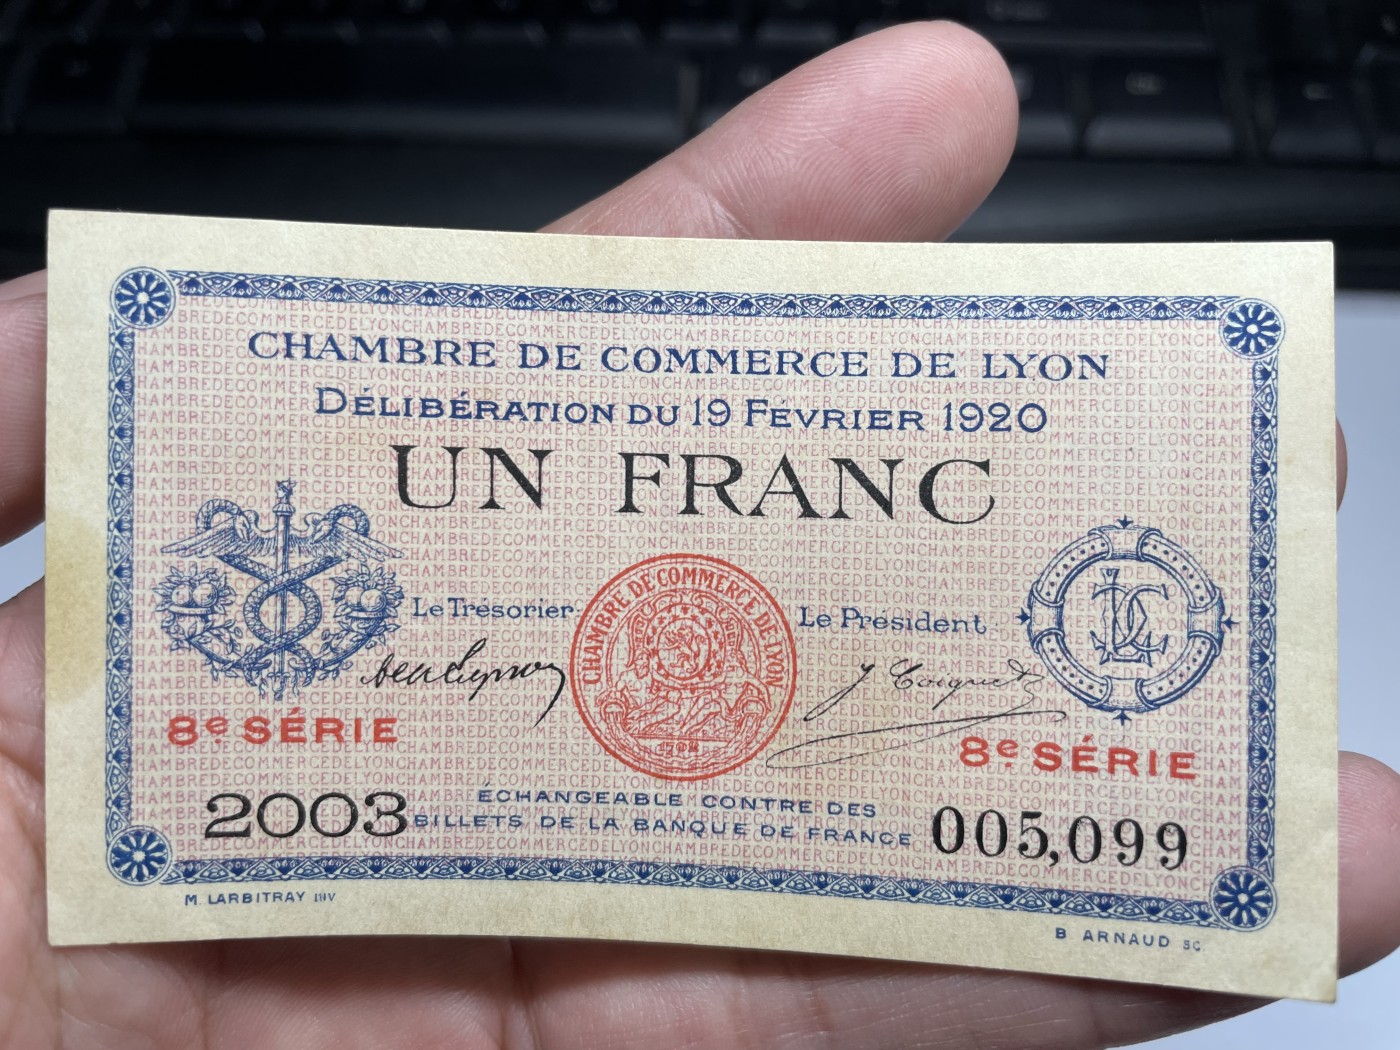 CHAMBRE DE COMMERCE DE LYON
DÉLIBÉRATION DU 19 FÉVRIER 1920
UN FRANC
Le Trésorier
Le Président
CHAMBRE DE COMMERCE DE LYON
1702
8e SÉRIE
8e SÉRIE
2003
ÉCHANGEABLE CONTRE DES
BILLETS DE LA BANQUE DE FRANCE
005,099
M. LARBITRAY INV
B ARNAUD SC.